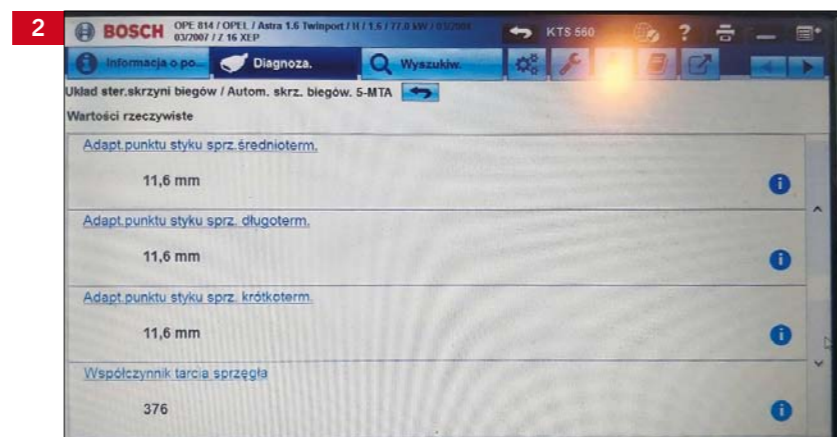 2
BOSCH
OPE 814 / OPEL / Astra 1.6 Twinport / H / 1,6 / 77,0 kW / 03/2004
03/2007 / Z 16 XEP
KTS 560
?
Informacja o po...
Diagnoza.
Wyszukiw.
Układ ster.skrzyni biegów / Autom. skrz. biegów. 5-MTA
Wartości rzeczywiste
Adapt.punktu styku sprz.średnioterm.
11,6 mm
Adapt.punktu styku sprz. długoterm.
11,6 mm
Adapt.punktu styku sprz. krótkoterm.
11,6 mm
Współczynnik tarcia sprzęgła
376